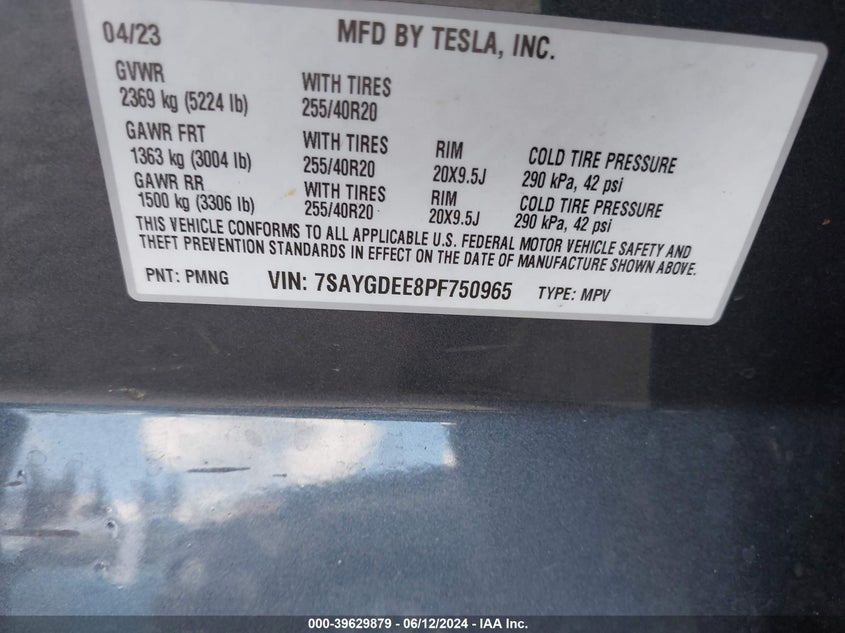 04/23 MFD BY TESLA, INC.
GVWR
2369 kg (5224 lb) WITH TIRES
255/40R20
GAWR FRT
1363 kg (3004 lb) WITH TIRES
255/40R20 RIM
20X9.5J COLD TIRE PRESSURE
290 kPa, 42 psi
GAWR RR
1500 kg (3306 lb) WITH TIRES
255/40R20 RIM
20X9.5J COLD TIRE PRESSURE
290 kPa, 42 psi
THIS VEHICLE CONFORMS TO ALL APPLICABLE U.S. FEDERAL MOTOR VEHICLE SAFETY AND
THEFT PREVENTION STANDARDS IN EFFECT ON THE DATE OF MANUFACTURE SHOWN ABOVE.
PNT: PMNG VIN: 7SAYGDEE8PF750965 TYPE: MPV
000-39629879 - 06/12/2024 - IAA Inc.